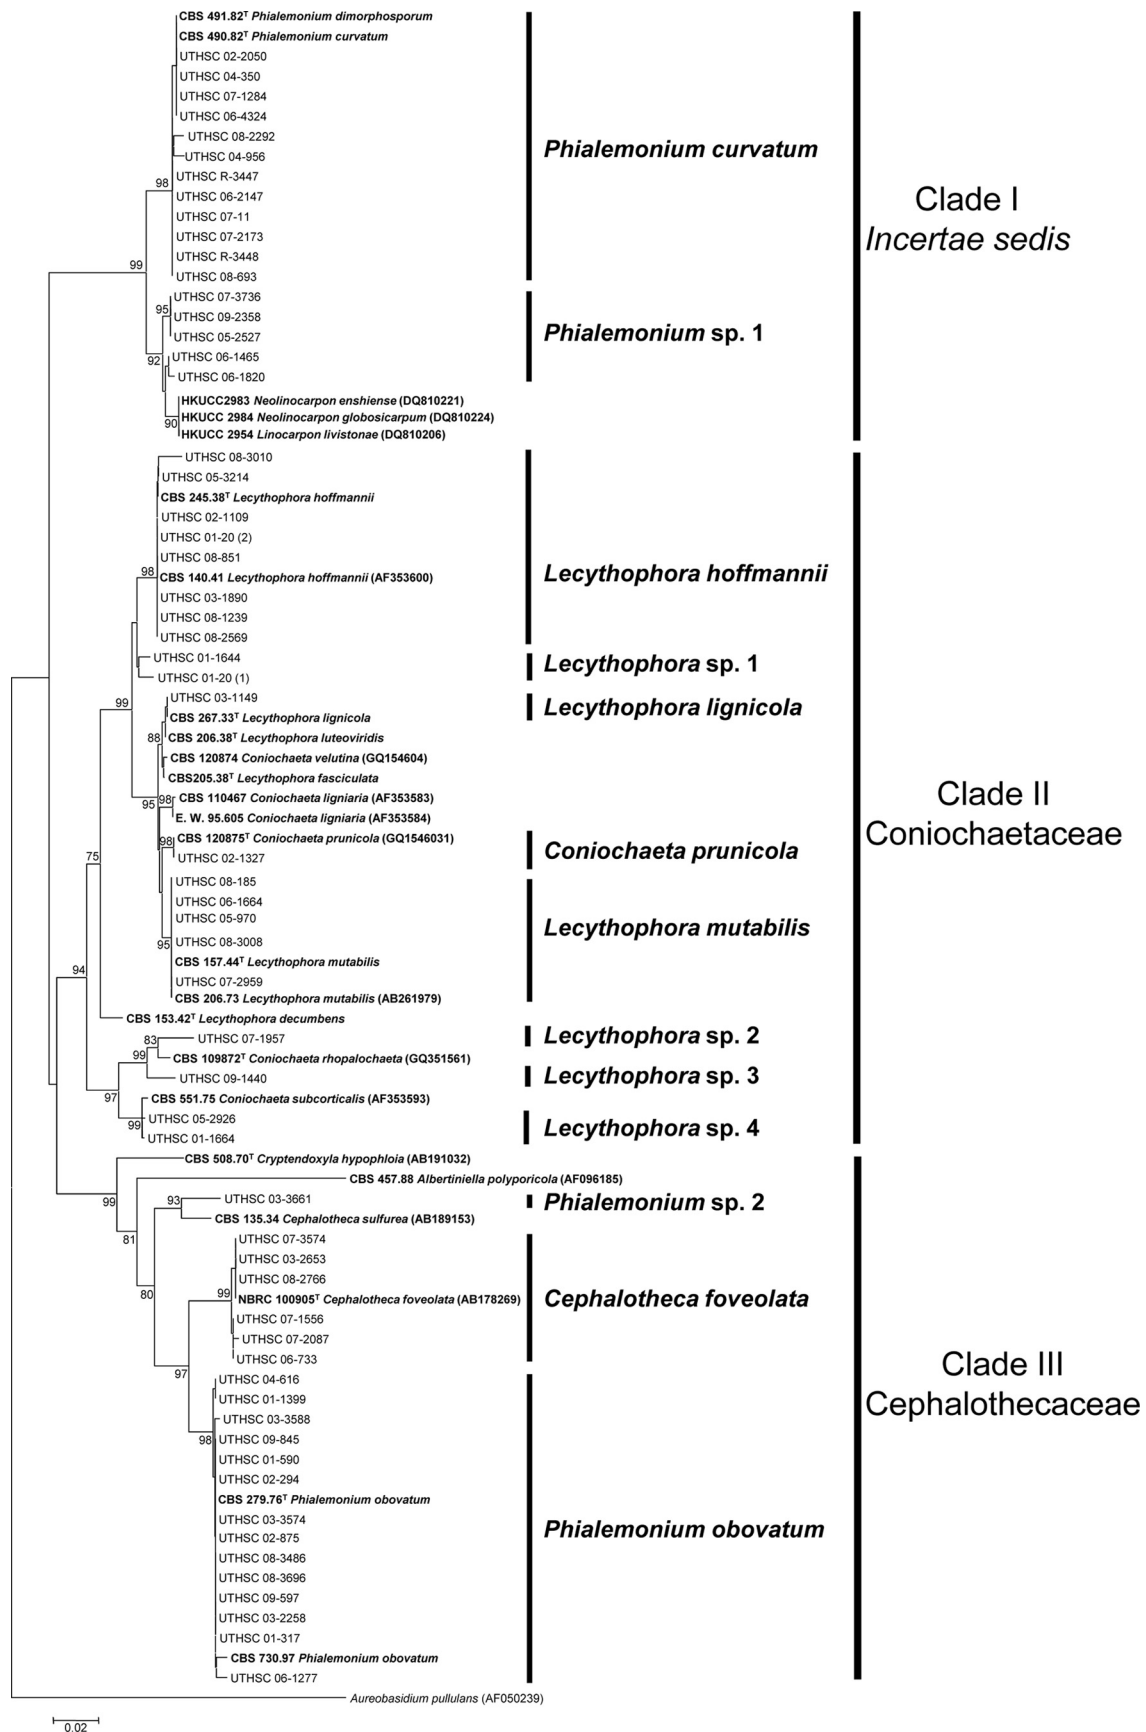 CBS 491.82T Phialemonium dimorphosporum
CBS 490.82T Phialemonium curvatum
UTHSC 02-2050
UTHSC 04-350
UTHSC 07-1284
UTHSC 06-4324
UTHSC 08-2292
UTHSC 04-956
UTHSC R-3447
UTHSC 06-2147
UTHSC 07-11
UTHSC 07-2173
UTHSC R-3448
UTHSC 08-693
98
Phialemonium curvatum
99
UTHSC 07-3736
UTHSC 09-2358
UTHSC 05-2527
UTHSC 06-1465
UTHSC 06-1820
95
92
Phialemonium sp. 1
HKUCC2983 Neolinocarpon enshiense (DQ810221)
HKUCC 2984 Neolinocarpon globosicarpum (DQ810224)
HKUCC 2954 Linocarpon livistonae (DQ810206)
90
Clade I
Incertae sedis
UTHSC 08-3010
UTHSC 05-3214
CBS 245.38T Lecythophora hoffmannii
UTHSC 02-1109
UTHSC 01-20 (2)
UTHSC 08-851
CBS 140.41 Lecythophora hoffmannii (AF353600)
UTHSC 03-1890
UTHSC 08-1239
UTHSC 08-2569
98
Lecythophora hoffmannii
UTHSC 01-1644
UTHSC 01-20 (1)
Lecythophora sp. 1
99
UTHSC 03-1149
CBS 267.33T Lecythophora lignicola
Lecythophora lignicola
CBS 206.38T Lecythophora luteoviridis
88
CBS 120874 Coniochaeta velutina (GQ154604)
CBS205.38T Lecythophora fasciculata
CBS 110467 Coniochaeta ligniaria (AF353583)
98
95
E. W. 95.605 Coniochaeta ligniaria (AF353584)
CBS 120875T Coniochaeta prunicola (GQ1546031)
98
UTHSC 02-1327
Coniochaeta prunicola
75
UTHSC 08-185
UTHSC 06-1664
UTHSC 05-970
UTHSC 08-3008
95
CBS 157.44T Lecythophora mutabilis
UTHSC 07-2959
CBS 206.73 Lecythophora mutabilis (AB261979)
Lecythophora mutabilis
94
CBS 153.42T Lecythophora decumbens
UTHSC 07-1957
Lecythophora sp. 2
83
99
CBS 109872T Coniochaeta rhopalochaeta (GQ351561)
UTHSC 09-1440
Lecythophora sp. 3
97
CBS 551.75 Coniochaeta subcorticalis (AF353593)
UTHSC 05-2926
99
UTHSC 01-1664
Lecythophora sp. 4
Clade II
Coniochaetaceae
CBS 508.70T Cryptendoxyla hypophloia (AB191032)
CBS 457.88 Albertiniella polyporicola (AF096185)
99
UTHSC 03-3661
93
Phialemonium sp. 2
CBS 135.34 Cephalotheca sulfurea (AB189153)
81
UTHSC 07-3574
UTHSC 03-2653
UTHSC 08-2766
80
99
NBRC 100905T Cephalotheca foveolata (AB178269)
UTHSC 07-1556
UTHSC 07-2087
UTHSC 06-733
Cephalotheca foveolata
97
UTHSC 04-616
UTHSC 01-1399
UTHSC 03-3588
UTHSC 09-845
98
UTHSC 01-590
UTHSC 02-294
CBS 279.76T Phialemonium obovatum
UTHSC 03-3574
UTHSC 02-875
UTHSC 08-3486
UTHSC 08-3696
UTHSC 09-597
UTHSC 03-2258
UTHSC 01-317
CBS 730.97 Phialemonium obovatum
UTHSC 06-1277
Phialemonium obovatum
Clade III
Cephalothecaceae
Aureobasidium pullulans (AF050239)
0.02